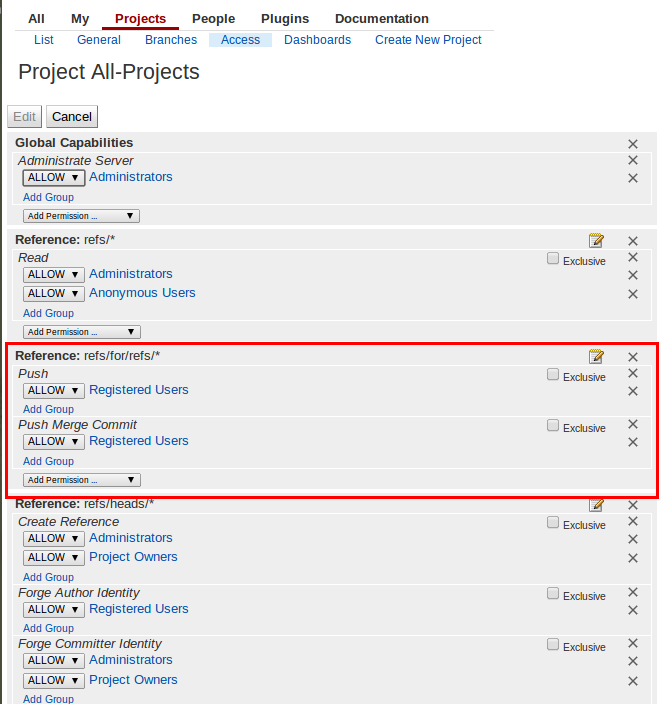 All My Projects People Plugins Documentation
List General Branches Access Dashboards Create New Project
Project All-Projects
Edit Cancel
Global Capabilities
Administrate Server
ALLOW Administrators
Add Group
Add Permission ...
Reference: refs/*
Read Exclusive
ALLOW Administrators
ALLOW Anonymous Users
Add Group
Add Permission ...
Reference: refs/for/refs/*
Push Exclusive
ALLOW Registered Users
Add Group
Push Merge Commit Exclusive
ALLOW Registered Users
Add Group
Add Permission ...
Reference: refs/heads/*
Create Reference Exclusive
ALLOW Administrators
ALLOW Project Owners
Add Group
Forge Author Identity Exclusive
ALLOW Registered Users
Add Group
Forge Committer Identity Exclusive
ALLOW Administrators
ALLOW Project Owners
Add Group